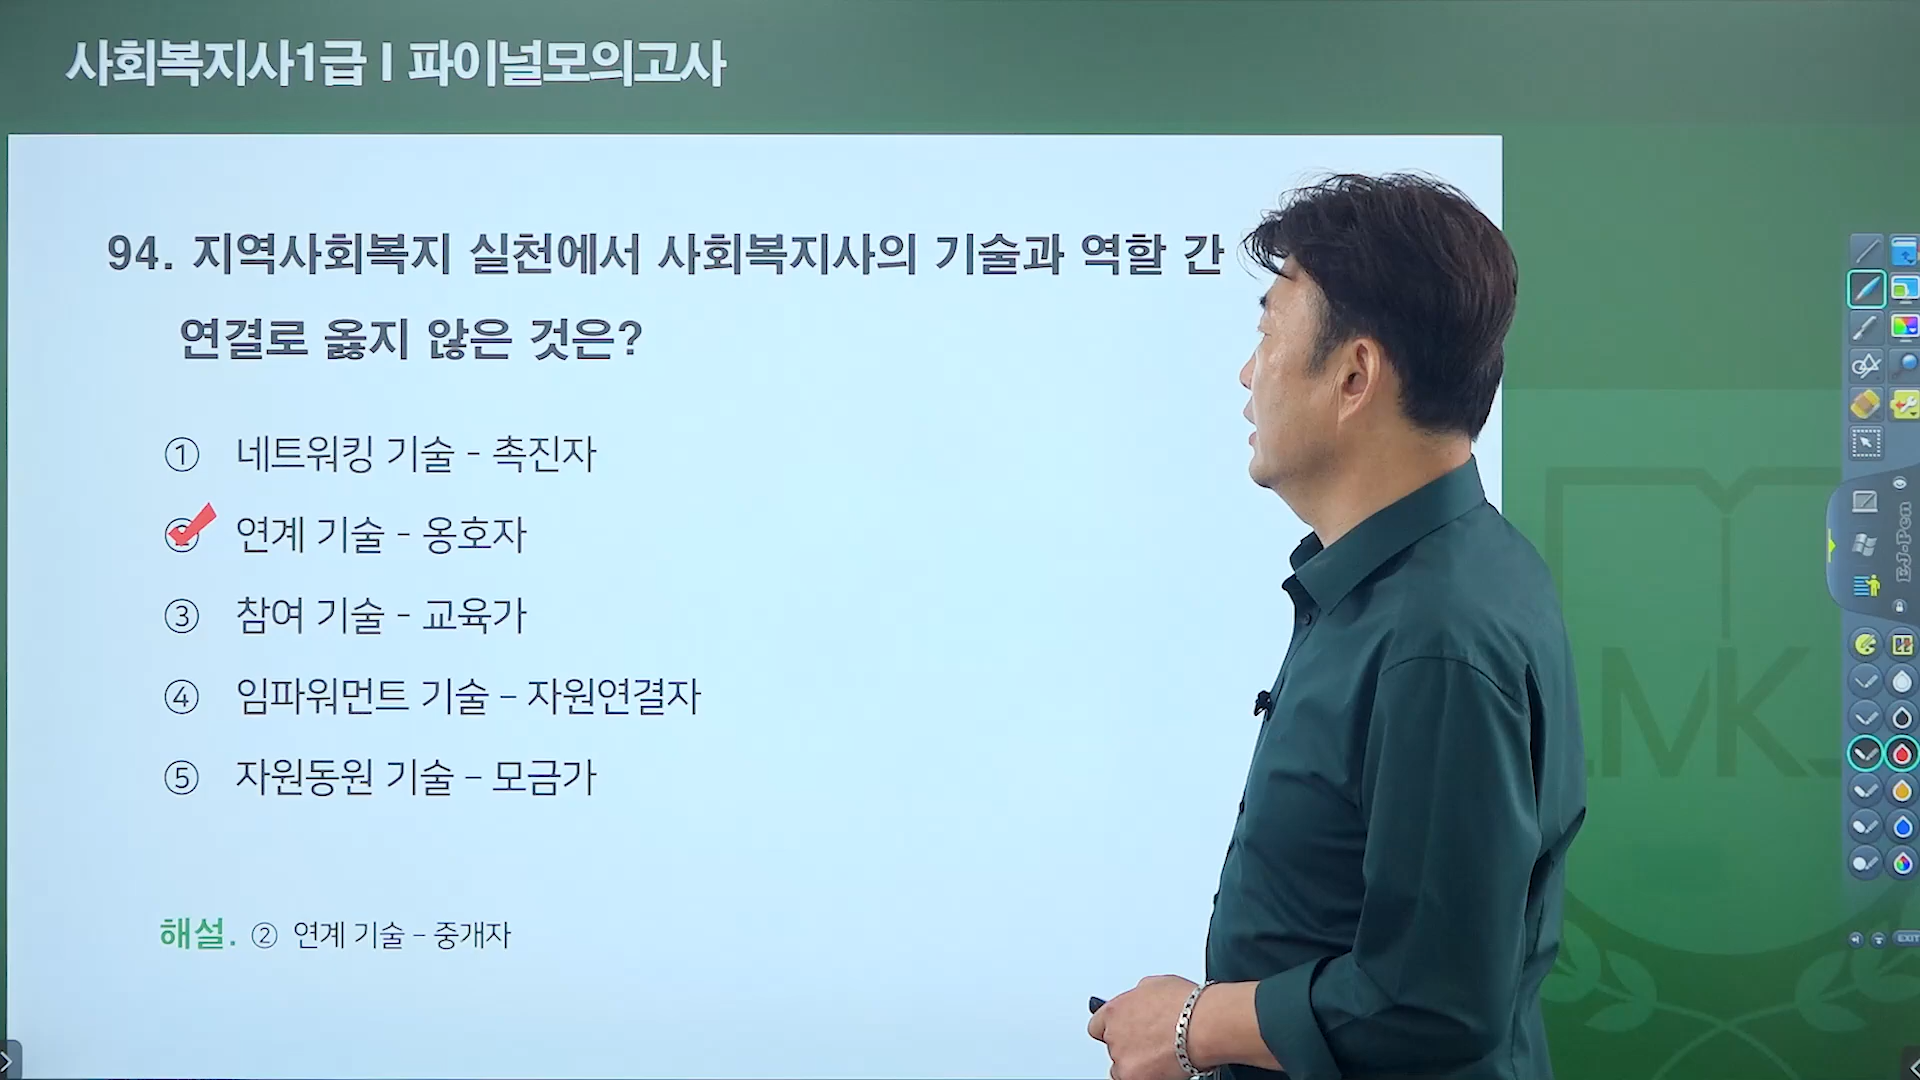 사회복지사1급 I 파이널모의고사
94. 지역사회복지 실천에서 사회복지사의 기술과 역할 간
연결로 옳지 않은 것은?
① 네트워킹 기술 - 촉진자
② 연계 기술 - 옹호자
③ 참여 기술 - 교육가
④ 임파워먼트 기술 – 자원연결자
⑤ 자원동원 기술 – 모금가
해설. ② 연계 기술 – 중개자
EJ-Pen
EXIT
MK